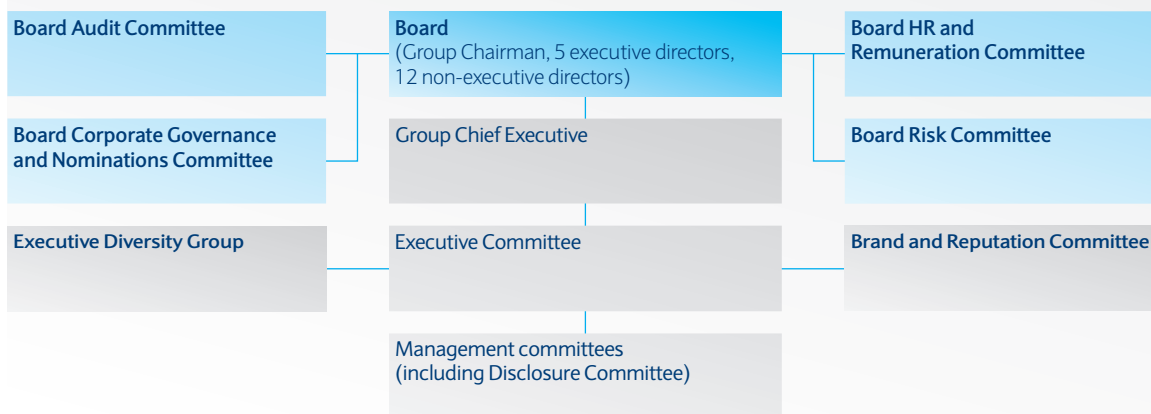 Board Audit Committee
Board
(Group Chairman, 5 executive directors,
12 non-executive directors)
Board HR and
Remuneration Committee
Board Corporate Governance
and Nominations Committee
Group Chief Executive
Board Risk Committee
Executive Diversity Group
Executive Committee
Brand and Reputation Committee
Management committees
(including Disclosure Committee)